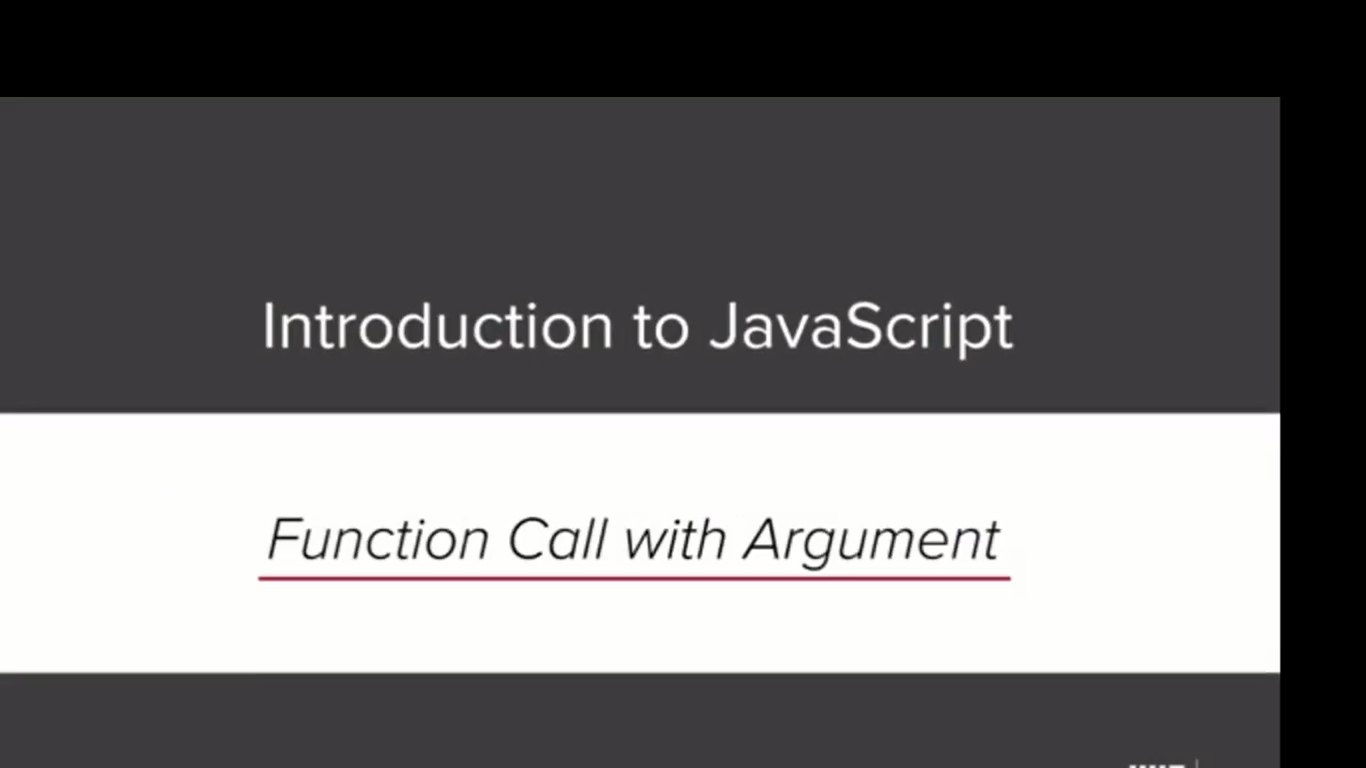 Introduction to JavaScript
Function Call with Argument